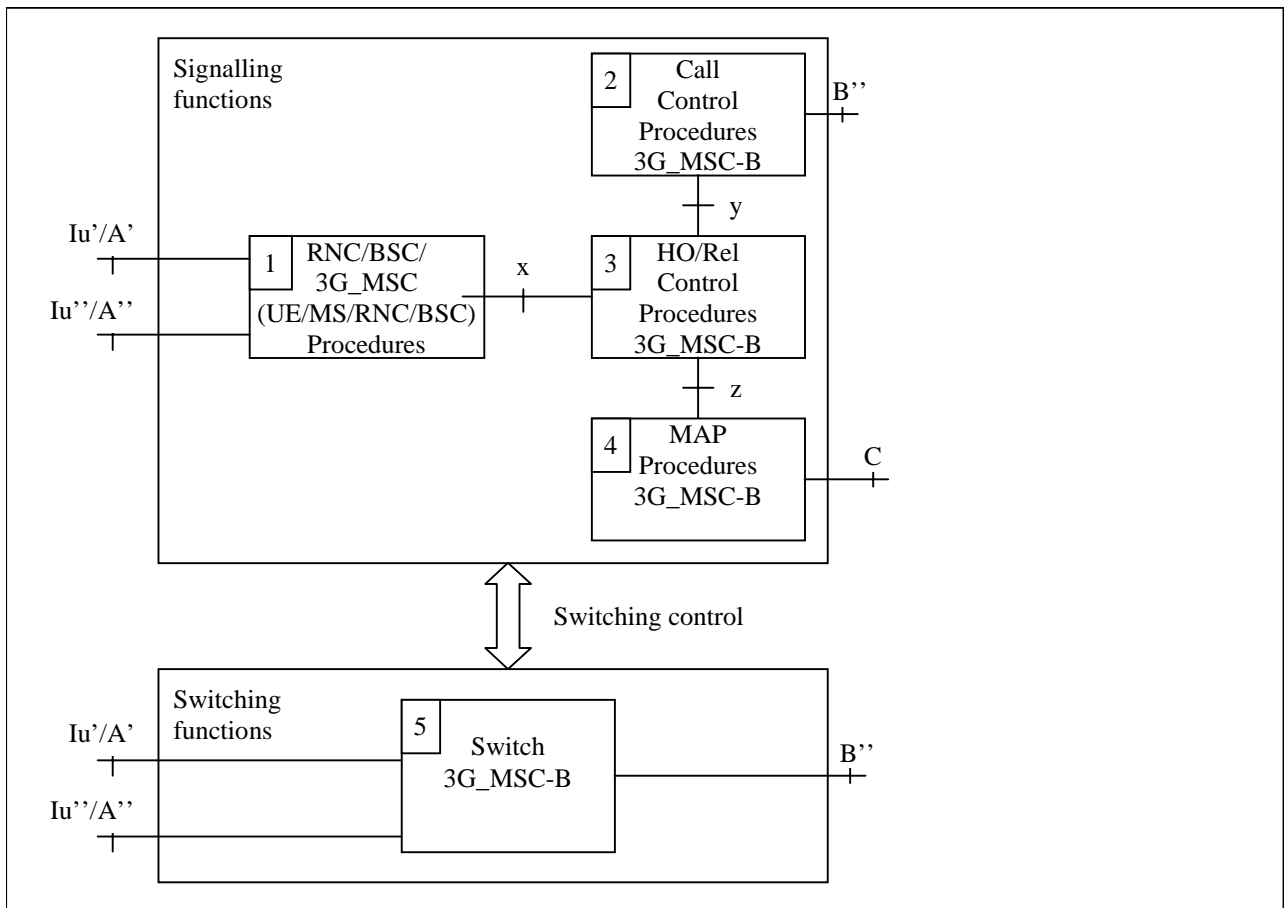 Signalling
functions
2
Call
Control
Procedures
3G_MSC-B
B’’
y
Iu’/A’
Iu’’/A’’
1
RNC/BSC/
3G_MSC
(UE/MS/RNC/BSC)
Procedures
x
3
HO/Rel
Control
Procedures
3G_MSC-B
z
4
MAP
Procedures
3G_MSC-B
C
Switching control
Switching
functions
Iu’/A’
Iu’’/A’’
5
Switch
3G_MSC-B
B’’